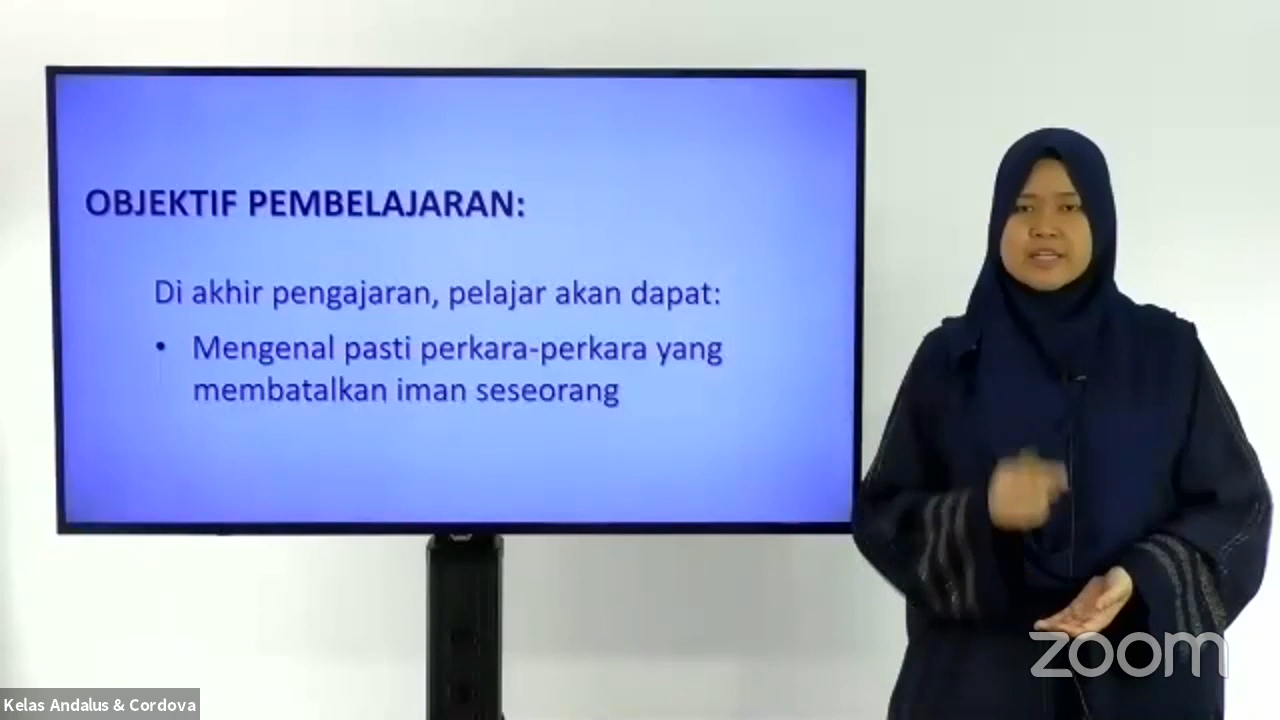 OBJEKTIF PEMBELAJARAN:
Di akhir pengajaran, pelajar akan dapat:
• Mengenal pasti perkara-perkara yang
membatalkan iman seseorang
zoom
Kelas Andalus & Cordova